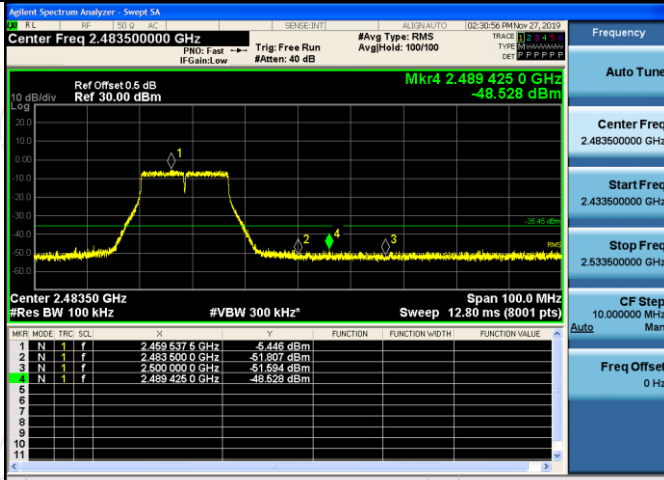 Agilent Spectrum Analyzer - Swept SA
RL RF 50 Ω AC SENSE:INT ALIGN AUTO 02:30:56 PM Nov 27, 2019
Center Freq 2.483500000 GHz
PNO: Fast
IFGain:Low
Trig: Free Run
#Atten: 40 dB
#Avg Type: RMS
Avg|Hold: 100/100
TRACE 1 2 3 4 5 6
TYPE M
DET P P P P P P
Ref Offset 0.5 dB
10 dB/div Ref 30.00 dBm
Log
Mkr4 2.489 425 0 GHz
-48.528 dBm
20.0
10.0
0.00
-10.0
-20.0
-30.0
-40.0
-50.0
-60.0
1
2
4
3
-35.45 dBm
RMS
Center 2.48350 GHz Span 100.0 MHz
#Res BW 100 kHz #VBW 300 kHz* Sweep 12.80 ms (8001 pts)
MKR MODE TRC SCL X Y FUNCTION FUNCTION WIDTH FUNCTION VALUE
1 N 1 f 2.459 537 5 GHz -5.446 dBm
2 N 1 f 2.483 500 0 GHz -51.807 dBm
3 N 1 f 2.500 000 0 GHz -51.594 dBm
4 N 1 f 2.489 425 0 GHz -48.528 dBm
5
6
7
8
9
10
11
Frequency
Auto Tune
Center Freq
2.483500000 GHz
Start Freq
2.433500000 GHz
Stop Freq
2.533500000 GHz
CF Step
10.000000 MHz
Auto Man
Freq Offset
0 Hz